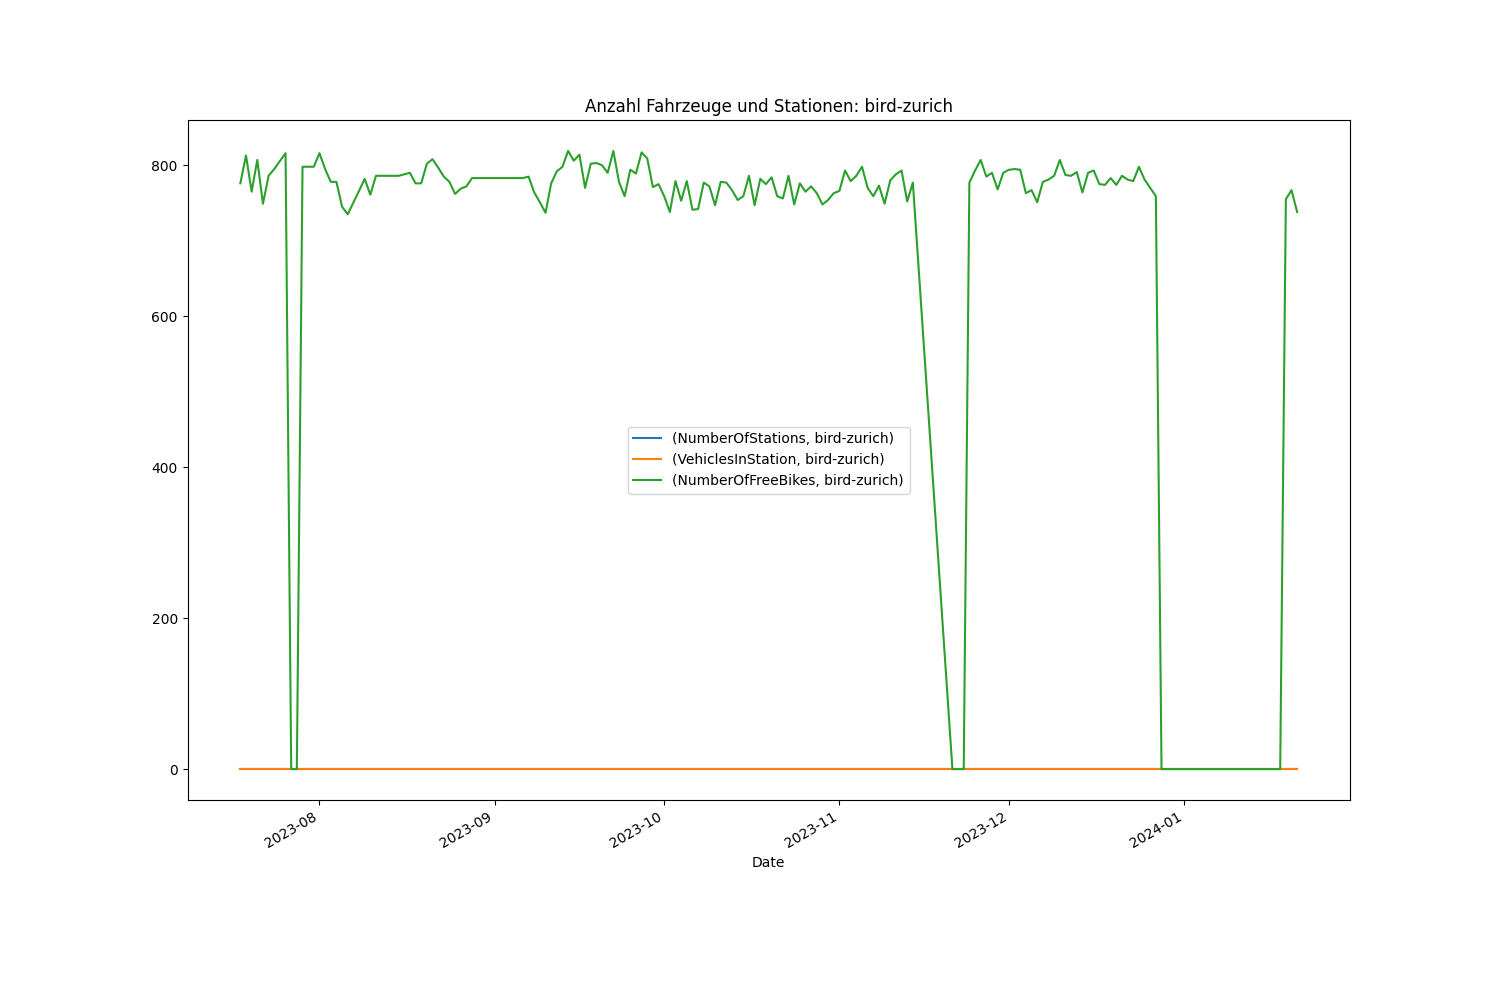 Anzahl Fahrzeuge und Stationen: bird-zurich
800
600
400
200
0
(NumberOfStations, bird-zurich)
(VehiclesInStation, bird-zurich)
(NumberOfFreeBikes, bird-zurich)
2023-08
2023-09
2023-10
2023-11
2023-12
2024-01
Date